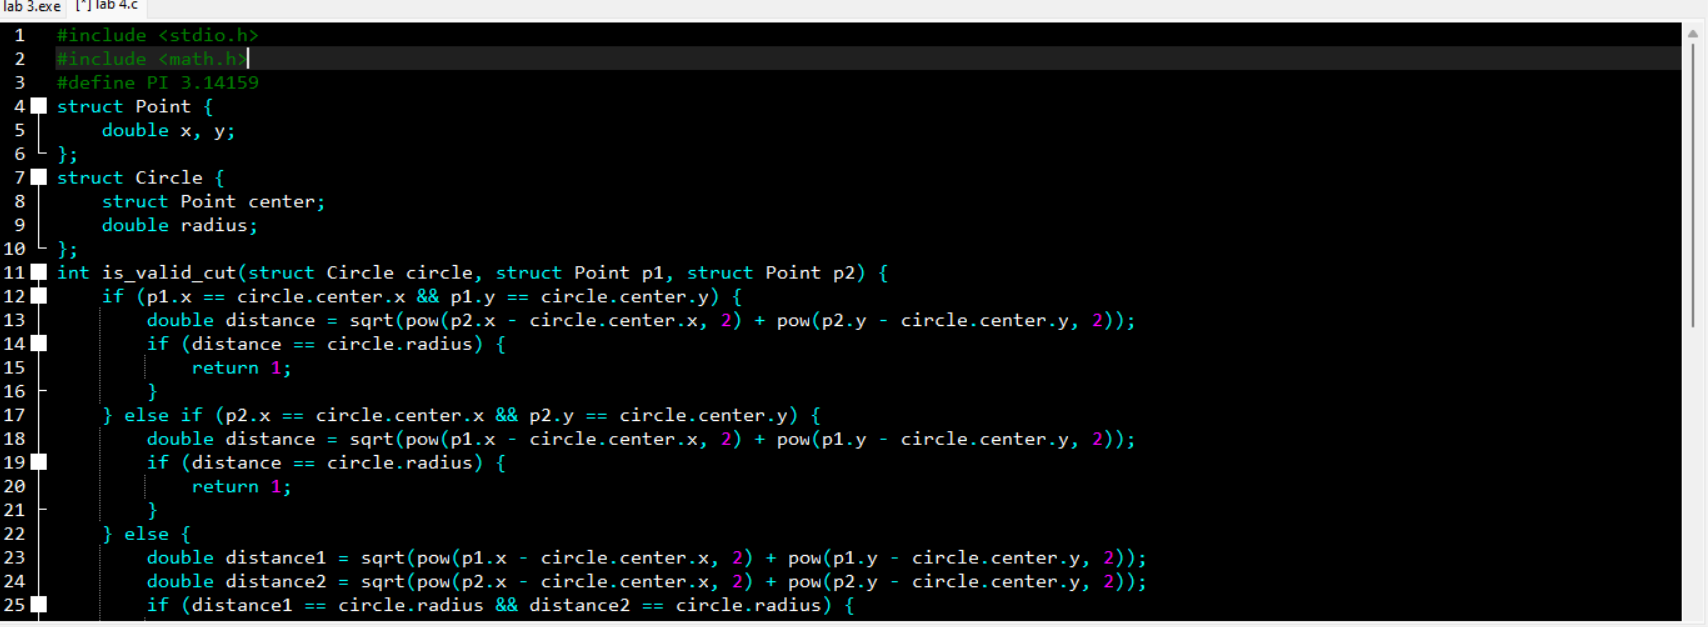 lab 3.exe [*] lab 4.c
1 #include <stdio.h>
2 #include <math.h>
3 #define PI 3.14159
4 struct Point {
5     double x, y;
6 };
7 struct Circle {
8     struct Point center;
9     double radius;
10 };
11 int is_valid_cut(struct Circle circle, struct Point p1, struct Point p2) {
12     if (p1.x == circle.center.x && p1.y == circle.center.y) {
13         double distance = sqrt(pow(p2.x - circle.center.x, 2) + pow(p2.y - circle.center.y, 2));
14         if (distance == circle.radius) {
15             return 1;
16         }
17     } else if (p2.x == circle.center.x && p2.y == circle.center.y) {
18         double distance = sqrt(pow(p1.x - circle.center.x, 2) + pow(p1.y - circle.center.y, 2));
19         if (distance == circle.radius) {
20             return 1;
21         }
22     } else {
23         double distance1 = sqrt(pow(p1.x - circle.center.x, 2) + pow(p1.y - circle.center.y, 2));
24         double distance2 = sqrt(pow(p2.x - circle.center.x, 2) + pow(p2.y - circle.center.y, 2));
25         if (distance1 == circle.radius && distance2 == circle.radius) {